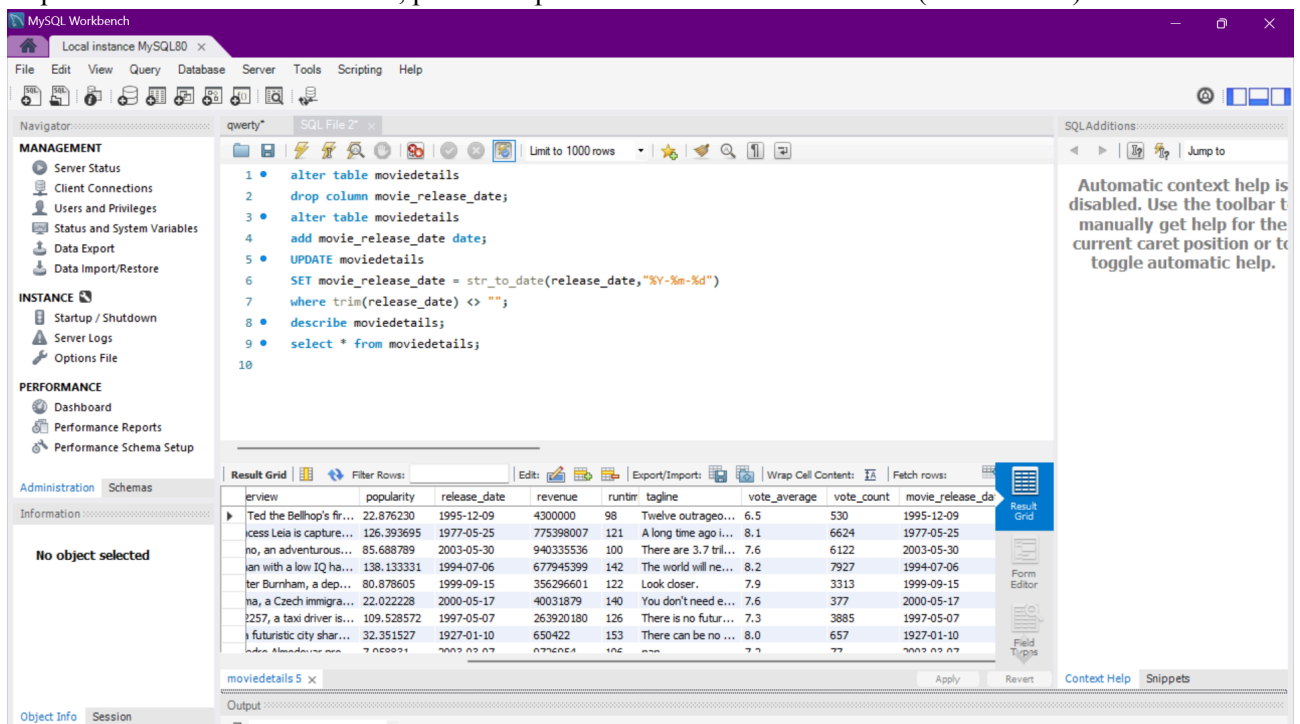 MySQL Workbench
Local instance MySQL80
File Edit View Query Database Server Tools Scripting Help
Navigator
MANAGEMENT
Server Status
Client Connections
Users and Privileges
Status and System Variables
Data Export
Data Import/Restore
INSTANCE
Startup / Shutdown
Server Logs
Options File
PERFORMANCE
Dashboard
Performance Reports
Performance Schema Setup
Administration Schemas
Information
No object selected
Object Info Session
qwerty* SQL File 2*
Limit to 1000 rows
1 alter table moviedetails
2 drop column movie_release_date;
3 alter table moviedetails
4 add movie_release_date date;
5 UPDATE moviedetails
6 SET movie_release_date = str_to_date(release_date,"%Y-%m-%d")
7 where trim(release_date) <> "";
8 describe moviedetails;
9 select * from moviedetails;
10
Result Grid Filter Rows: Edit: Export/Import: Wrap Cell Content: Fetch rows:
erview popularity release_date revenue runtim tagline vote_average vote_count movie_release_da
Ted the Bellhop's fir... 22.876230 1995-12-09 4300000 98 Twelve outrageo... 6.5 530 1995-12-09
cess Leia is capture... 126.393695 1977-05-25 775398007 121 A long time ago i... 8.1 6624 1977-05-25
no, an adventurous... 85.688789 2003-05-30 940335536 100 There are 3.7 tril... 7.6 6122 2003-05-30
an with a low IQ ha... 138.133331 1994-07-06 677945399 142 The world will ne... 8.2 7927 1994-07-06
ter Burnham, a dep... 80.878605 1999-09-15 356296601 122 Look closer. 7.9 3313 1999-09-15
ma, a Czech immigra... 22.022228 2000-05-17 40031879 140 You don't need e... 7.6 377 2000-05-17
2257, a taxi driver is... 109.528572 1997-05-07 263920180 126 There is no futur... 7.3 3885 1997-05-07
a futuristic city shar... 32.351527 1927-01-10 650422 153 There can be no ... 8.0 657 1927-01-10
Result Grid
Form Editor
Field Types
moviedetails 5 Apply Revert
Output
SQLAdditions
Jump to
Automatic context help is
disabled. Use the toolbar t
manually get help for the
current caret position or to
toggle automatic help.
Context Help Snippets